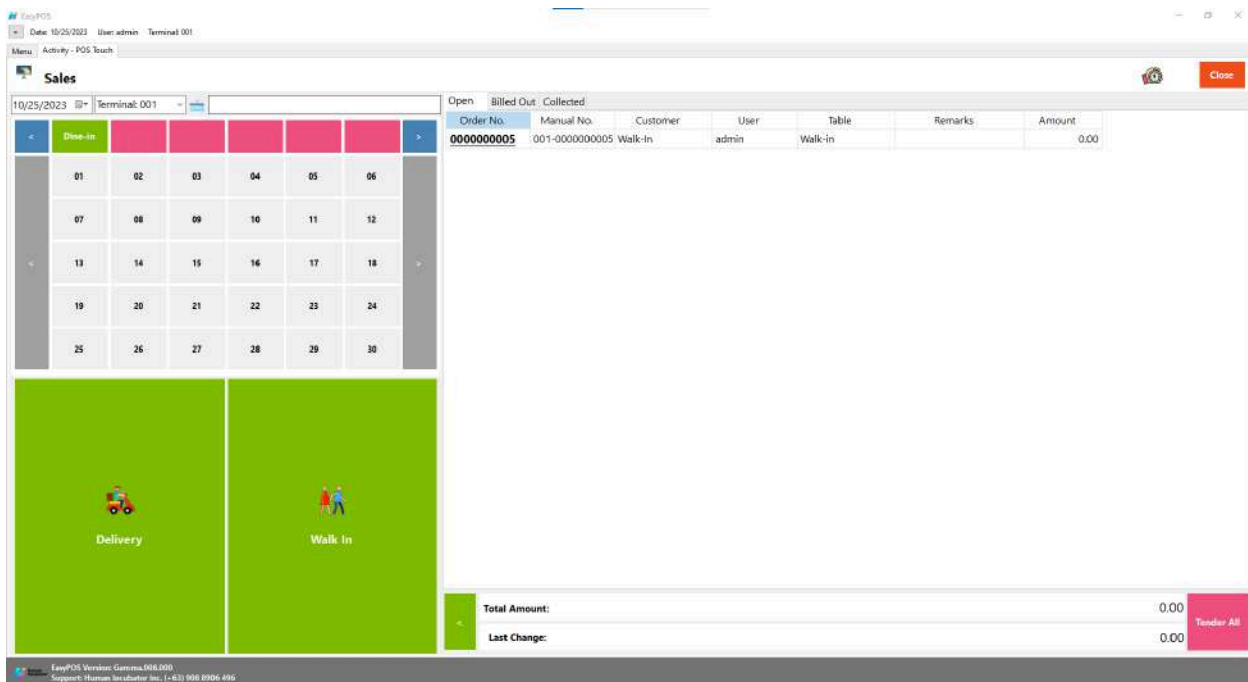 EasyPOS
Date: 10/25/2023 User: admin Terminal: 001
Menu Activity - POS Touch
Sales
Close
10/25/2023 Terminal: 001
Open Billed Out Collected
Order No. Manual No. Customer User Table Remarks Amount
0000000005 001-0000000005 Walk-In admin Walk-in 0.00
< Dine-in >
01 02 03 04 05 06
07 08 09 10 11 12
< 13 14 15 16 17 18 >
19 20 21 22 23 24
25 26 27 28 29 30
Delivery
Walk In
<
Total Amount: 0.00
Last Change: 0.00
Tender All
EasyPOS Version: Gamma.908.000
Support: Human Incubator Inc. (+63) 908 8906 496